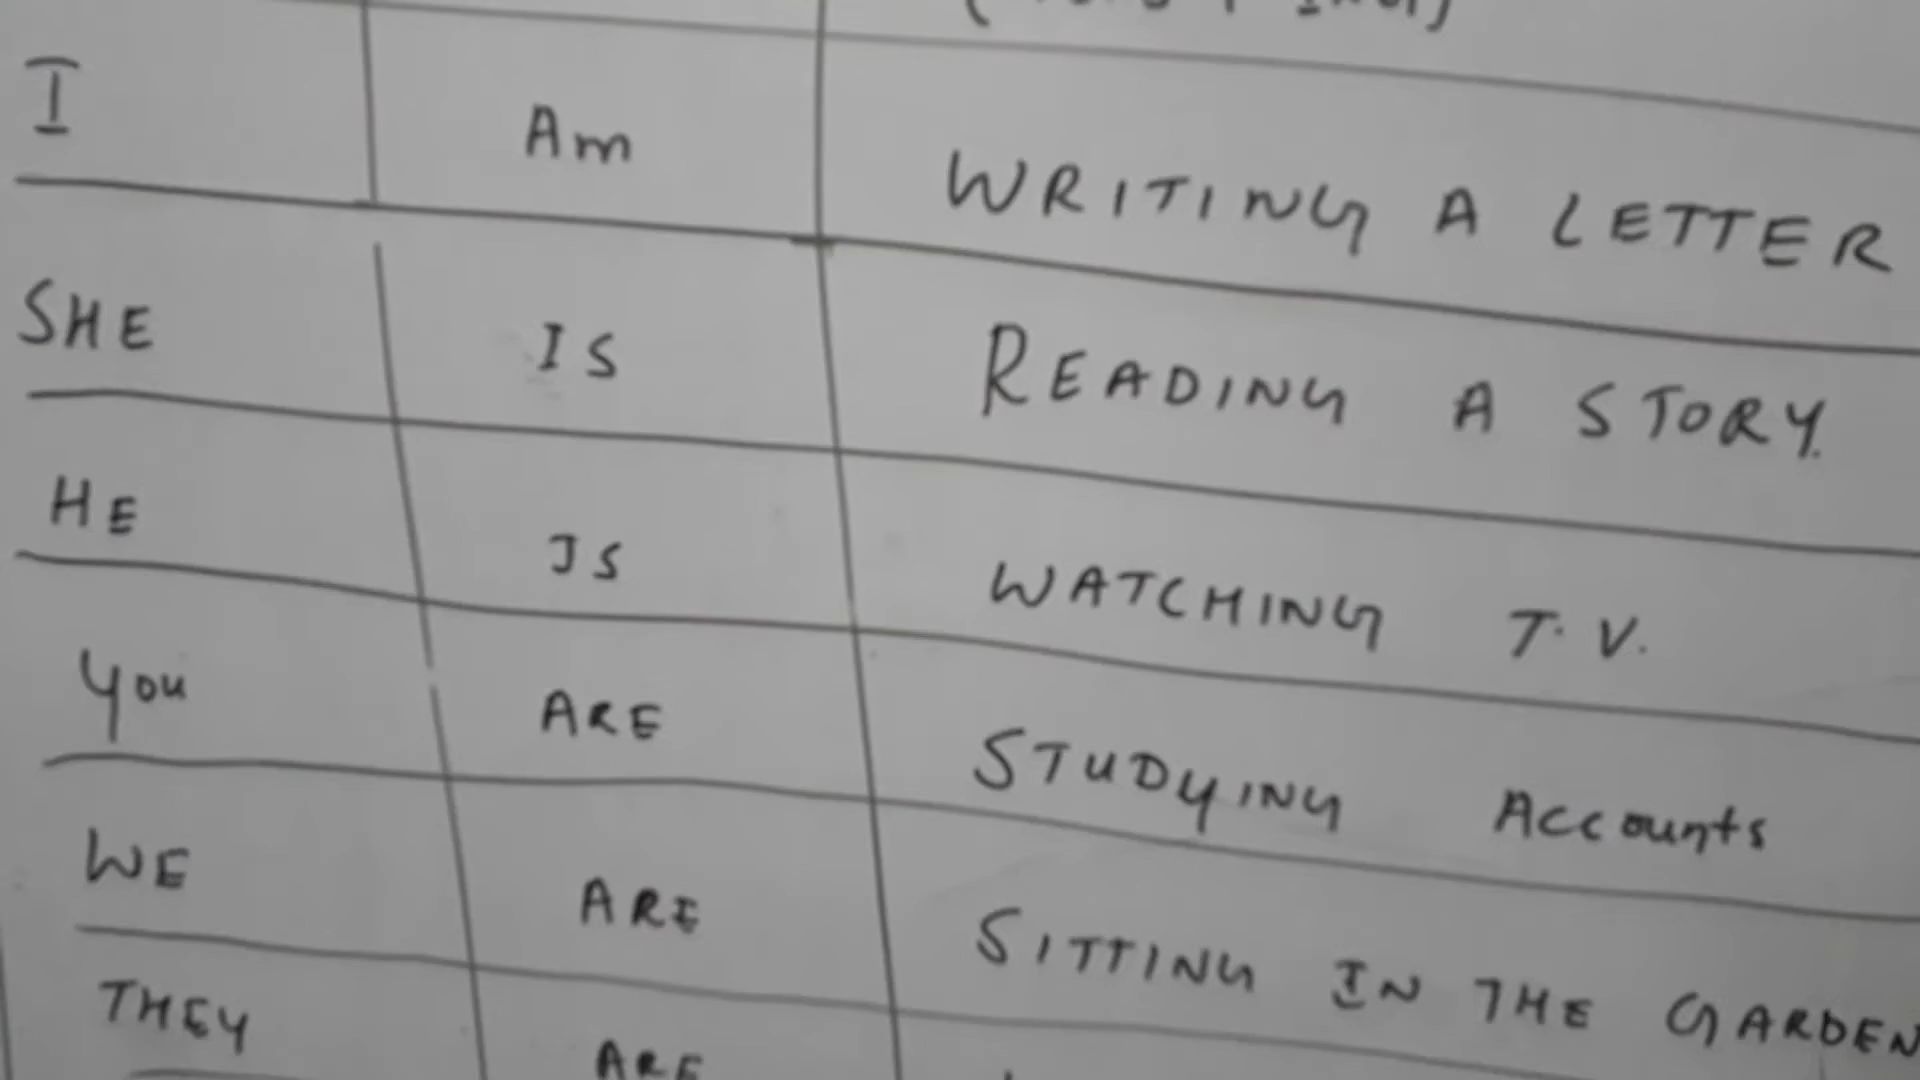 I Am WRITING A LETTER
SHE IS READING A STORY.
HE IS WATCHING T.V.
you ARE STUDYING Accounts
WE ARE SITTING IN THE GARDEN
THEY ARE